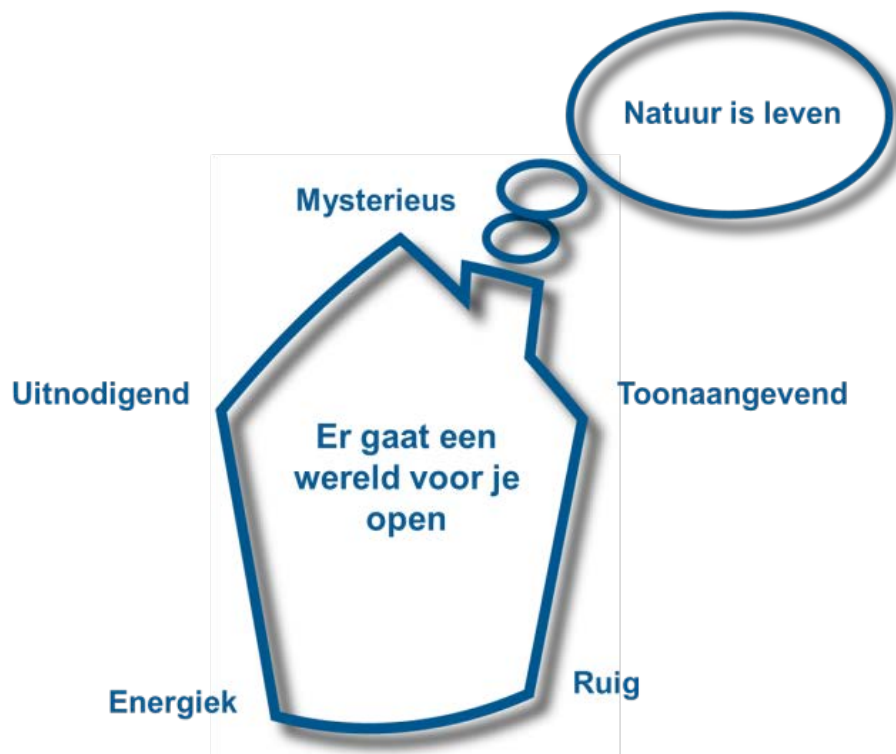 Natuur is leven
Mysterieus
Uitnodigend
Toonaangevend
Er gaat een
wereld voor je
open
Energiek
Ruig